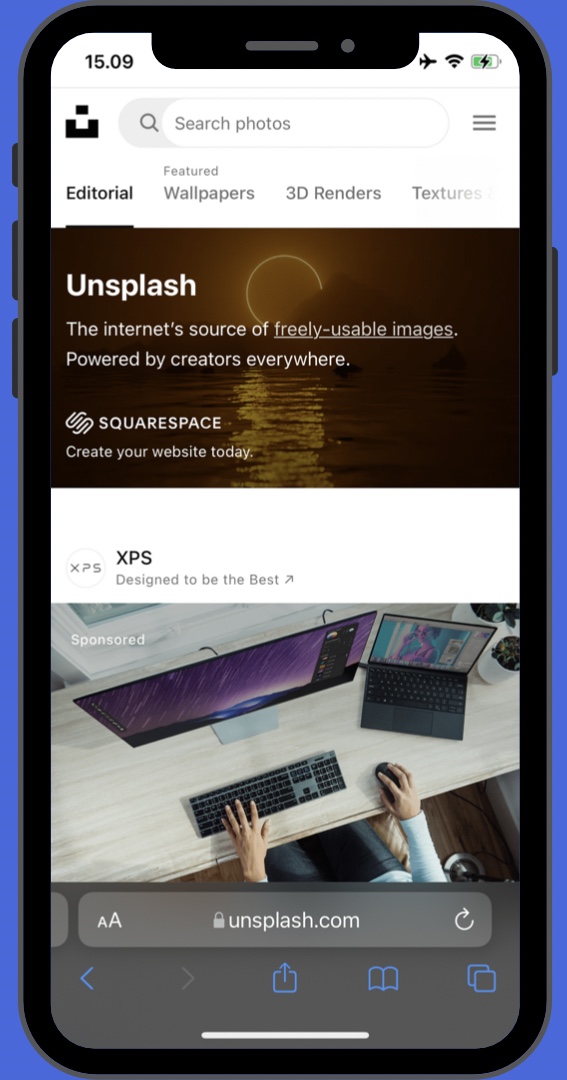 15.09
Search photos
Featured
Editorial Wallpapers 3D Renders Textures
Unsplash
The internet's source of freely-usable images.
Powered by creators everywhere.
SQUARESPACE
Create your website today.
XPS
XPS
Designed to be the Best ↗
Sponsored
AA unsplash.com